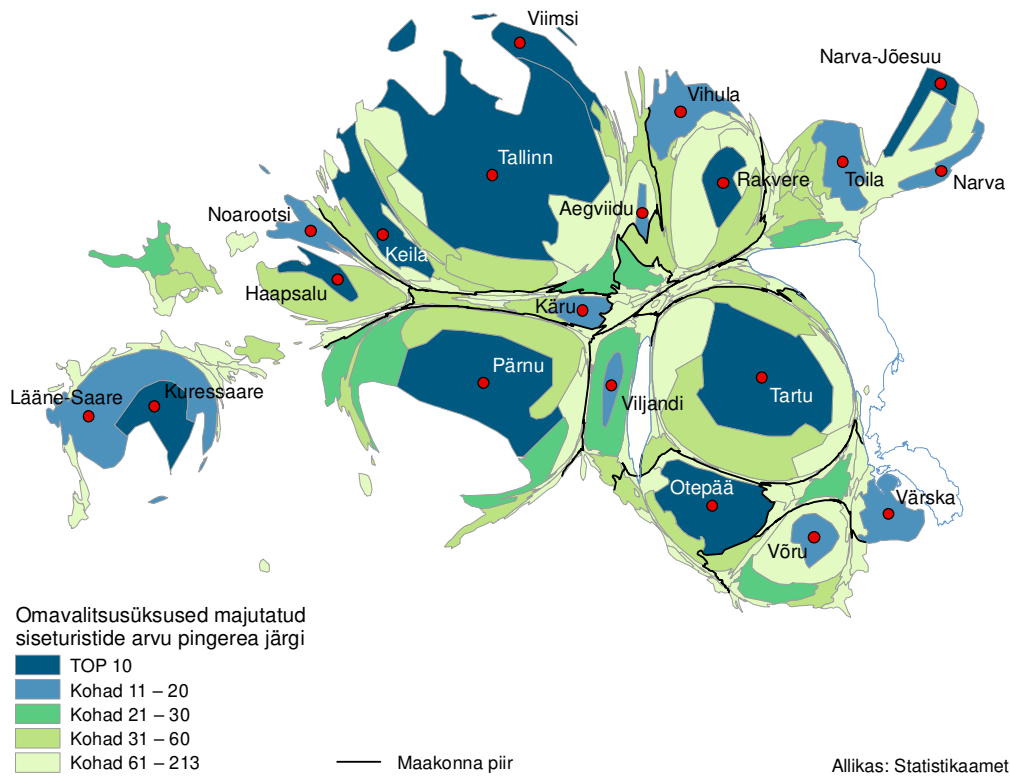 Viimsi
Narva-Jõesuu
Vihula
Tallinn
Rakvere
Toila
Narva
Aegviidu
Noarootsi
Keila
Haapsalu
Käru
Pärnu
Kuressaare
Lääne-Saare
Viljandi
Tartu
Otepää
Värska
Võru
Omavalitsusüksused majutatud
siseturistide arvu pingerea järgi
TOP 10
Kohad 11 – 20
Kohad 21 – 30
Kohad 31 – 60
Kohad 61 – 213
Maakonna piir
Allikas: Statistikaamet